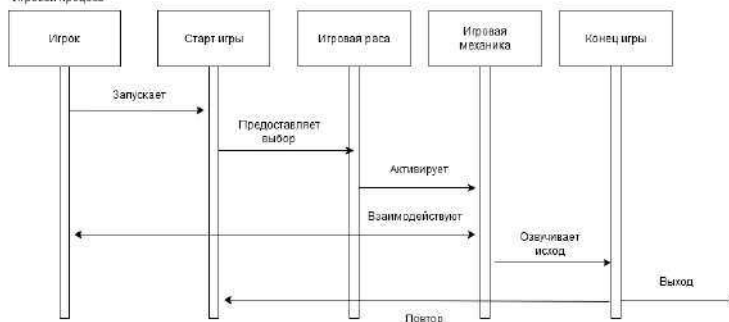 Игровой процесс
Игрок
Старт игры
Игровая раса
Игровая
механика
Конец игры
Запускает
Предоставляет
выбор
Активирует
Взаимодействуют
Озвучивает
исход
Выход
Повтор